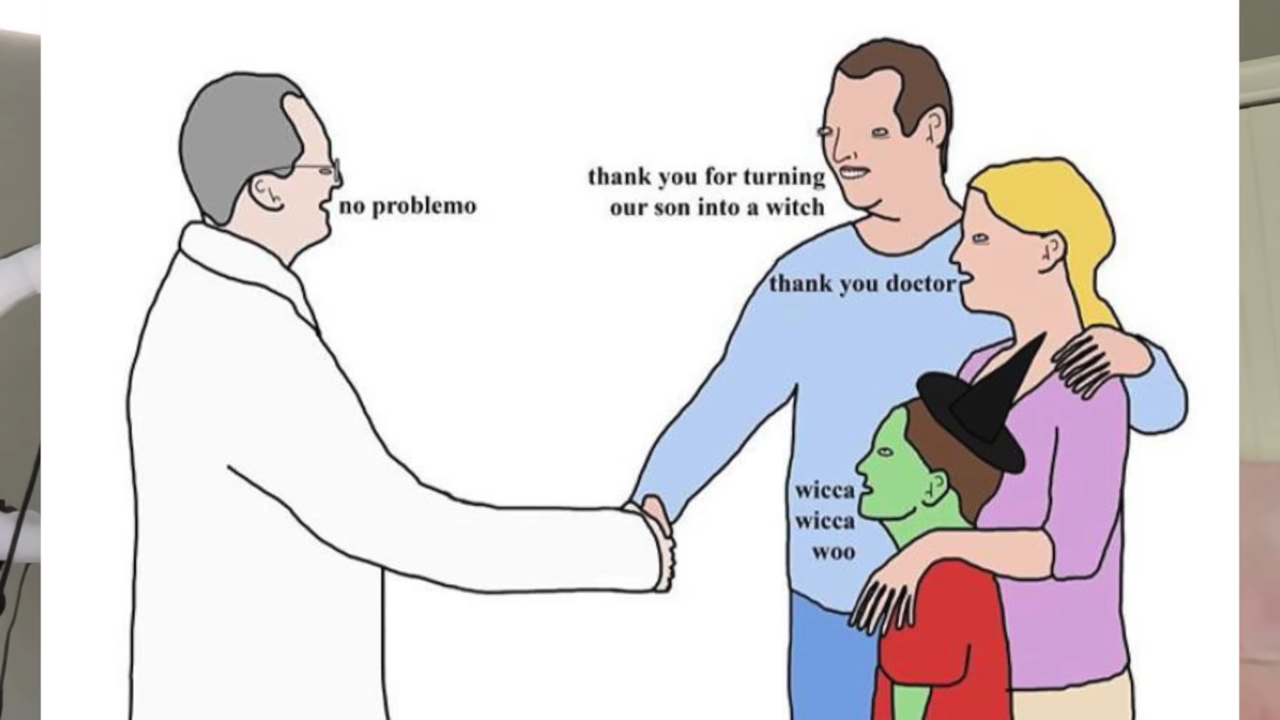 no problemo
thank you for turning
our son into a witch
thank you doctor
wicca
wicca
woo